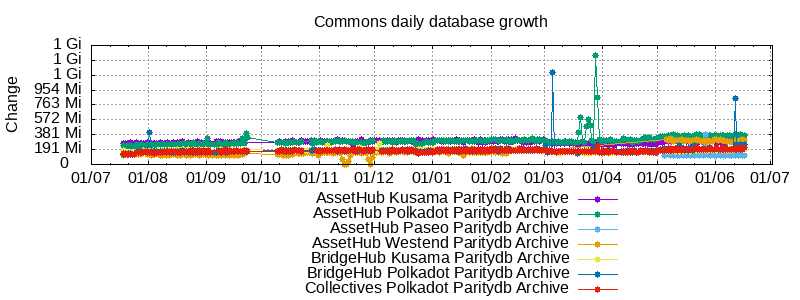 Commons daily database growth
Change
1 Gi
1 Gi
1 Gi
954 Mi
763 Mi
572 Mi
381 Mi
191 Mi
0
01/07 01/08 01/09 01/10 01/11 01/12 01/01 01/02 01/03 01/04 01/05 01/06 01/07
AssetHub Kusama Paritydb Archive
AssetHub Polkadot Paritydb Archive
AssetHub Paseo Paritydb Archive
AssetHub Westend Paritydb Archive
BridgeHub Kusama Paritydb Archive
BridgeHub Polkadot Paritydb Archive
Collectives Polkadot Paritydb Archive